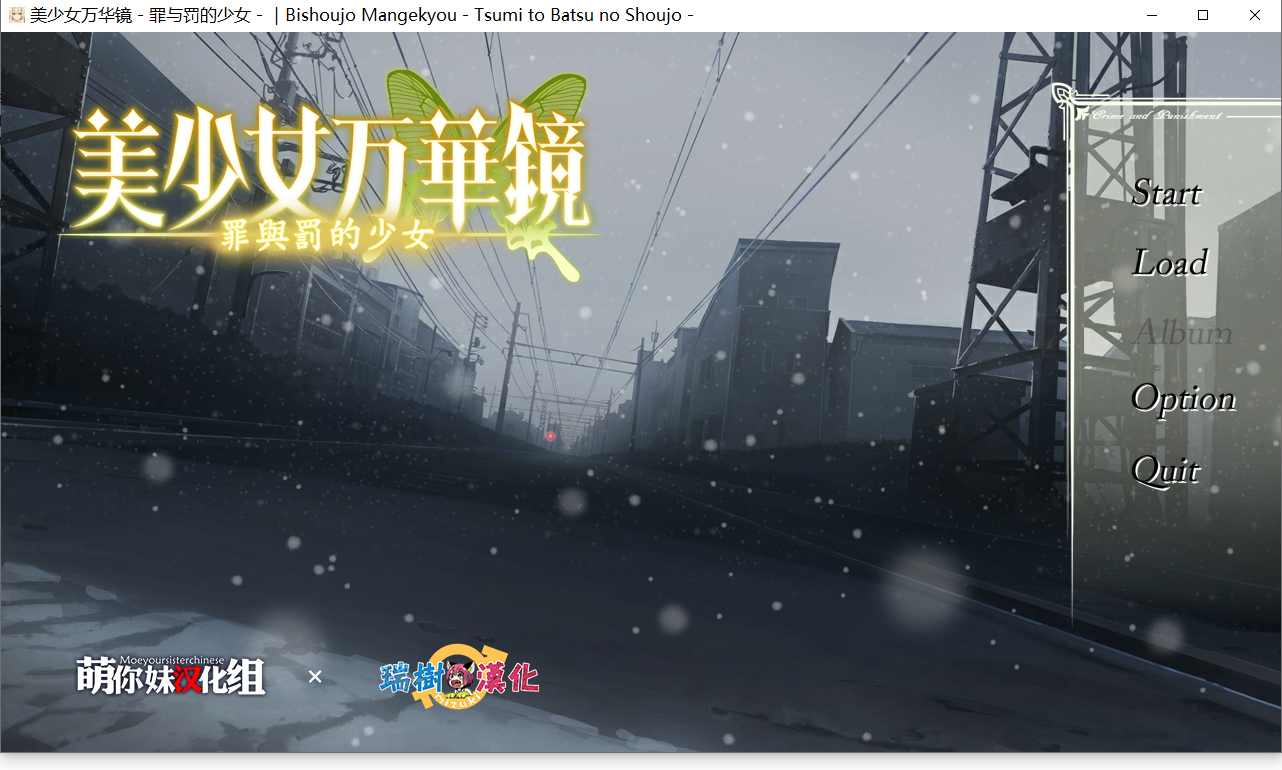 美少女万华镜 - 罪与罚的少女 - ｜Bishoujo Mangekyou - Tsumi to Batsu no Shoujo -
美少女万華鏡
罪與罰的少女
Crime and Punishment
Start
Load
Album
Option
Quit
Moeyoursisterchinese
萌你妹汉化组
×
瑞樹漢化
mizuki